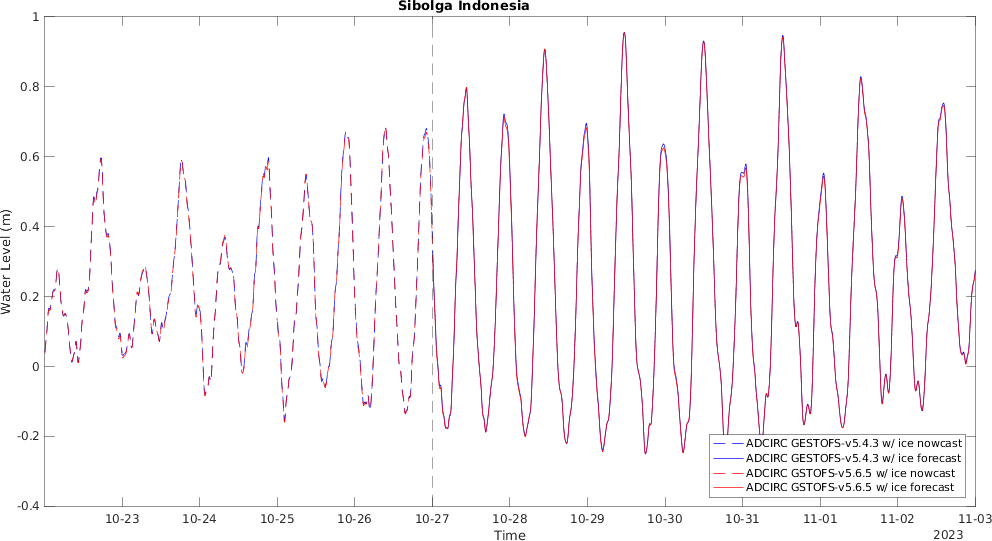 Sibolga Indonesia
1
0.8
0.6
0.4
0.2
0
-0.2
-0.4
Water Level (m)
ADCIRC GESTOFS-v5.4.3 w/ ice nowcast
ADCIRC GESTOFS-v5.4.3 w/ ice forecast
ADCIRC GSTOFS-v5.6.5 w/ ice nowcast
ADCIRC GSTOFS-v5.6.5 w/ ice forecast
10-23 10-24 10-25 10-26 10-27 10-28 10-29 10-30 10-31 11-01 11-02 11-03
Time
2023